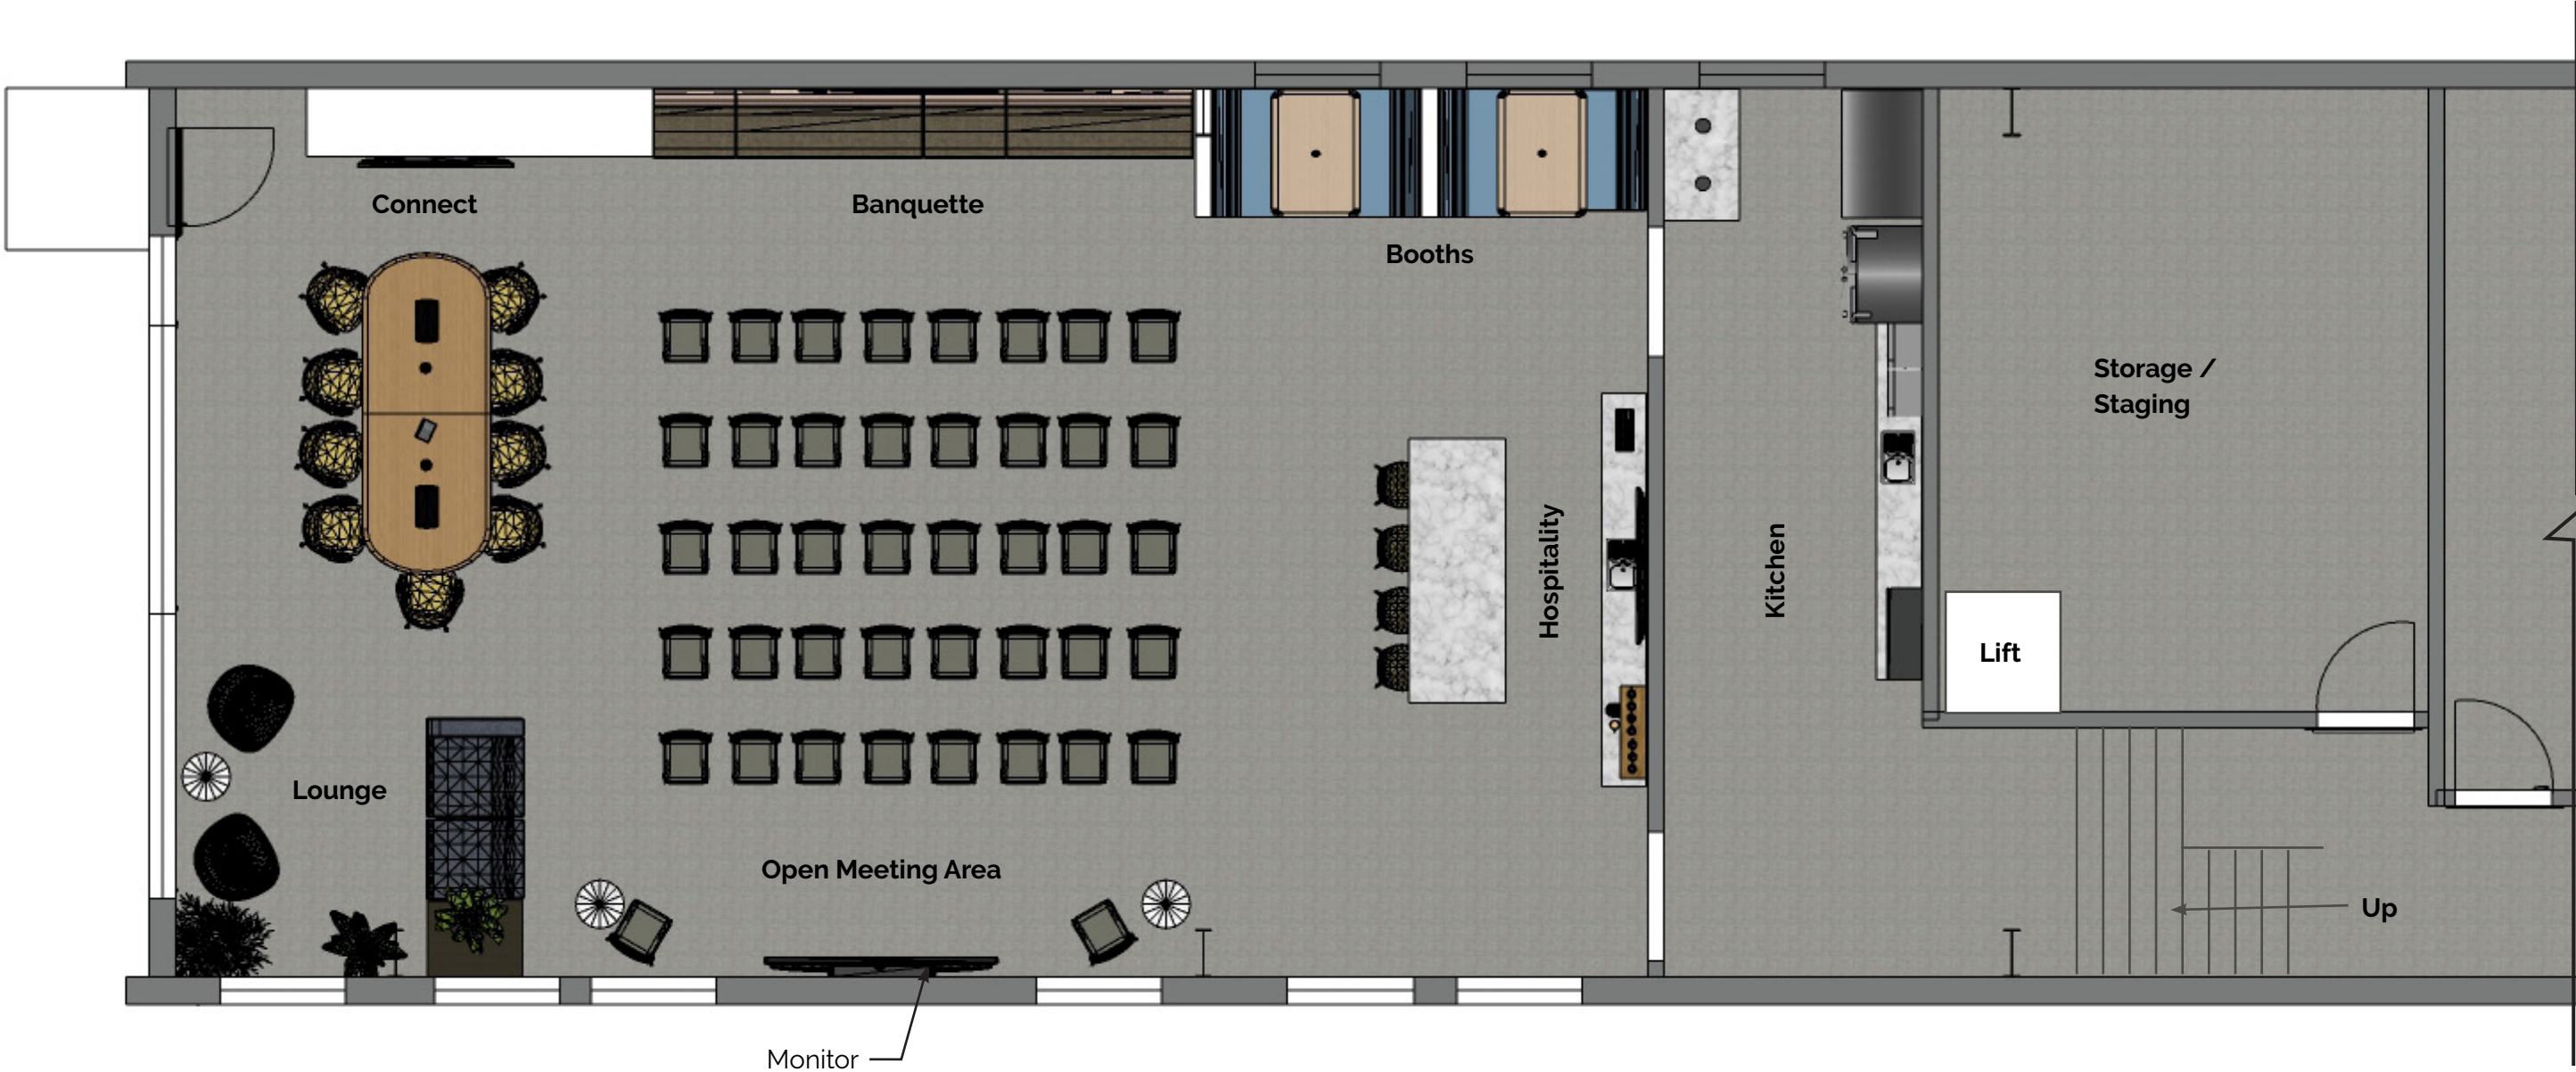 Connect
Banquette
Booths
Storage /
Staging
Hospitality
Kitchen
Lift
Lounge
Open Meeting Area
Up
Monitor